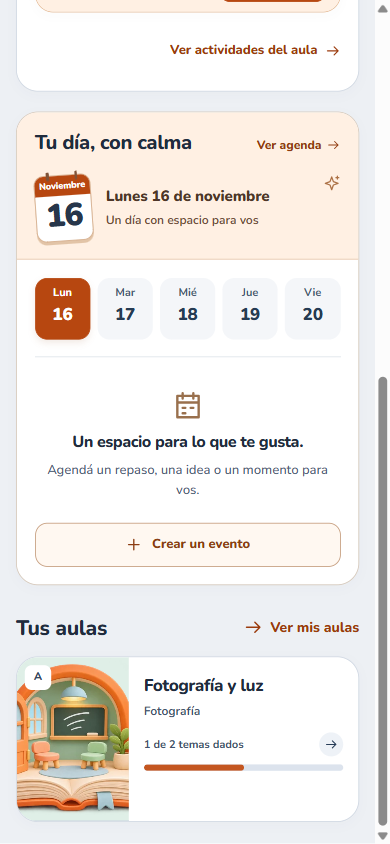 Ver actividades del aula
Tu día, con calma
Ver agenda
Noviembre
16
Lunes 16 de noviembre
Un día con espacio para vos
Lun
16
Mar
17
Mié
18
Jue
19
Vie
20
Un espacio para lo que te gusta.
Agendá un repaso, una idea o un momento para
vos.
Crear un evento
Tus aulas
Ver mis aulas
A
Fotografía y luz
Fotografía
1 de 2 temas dados